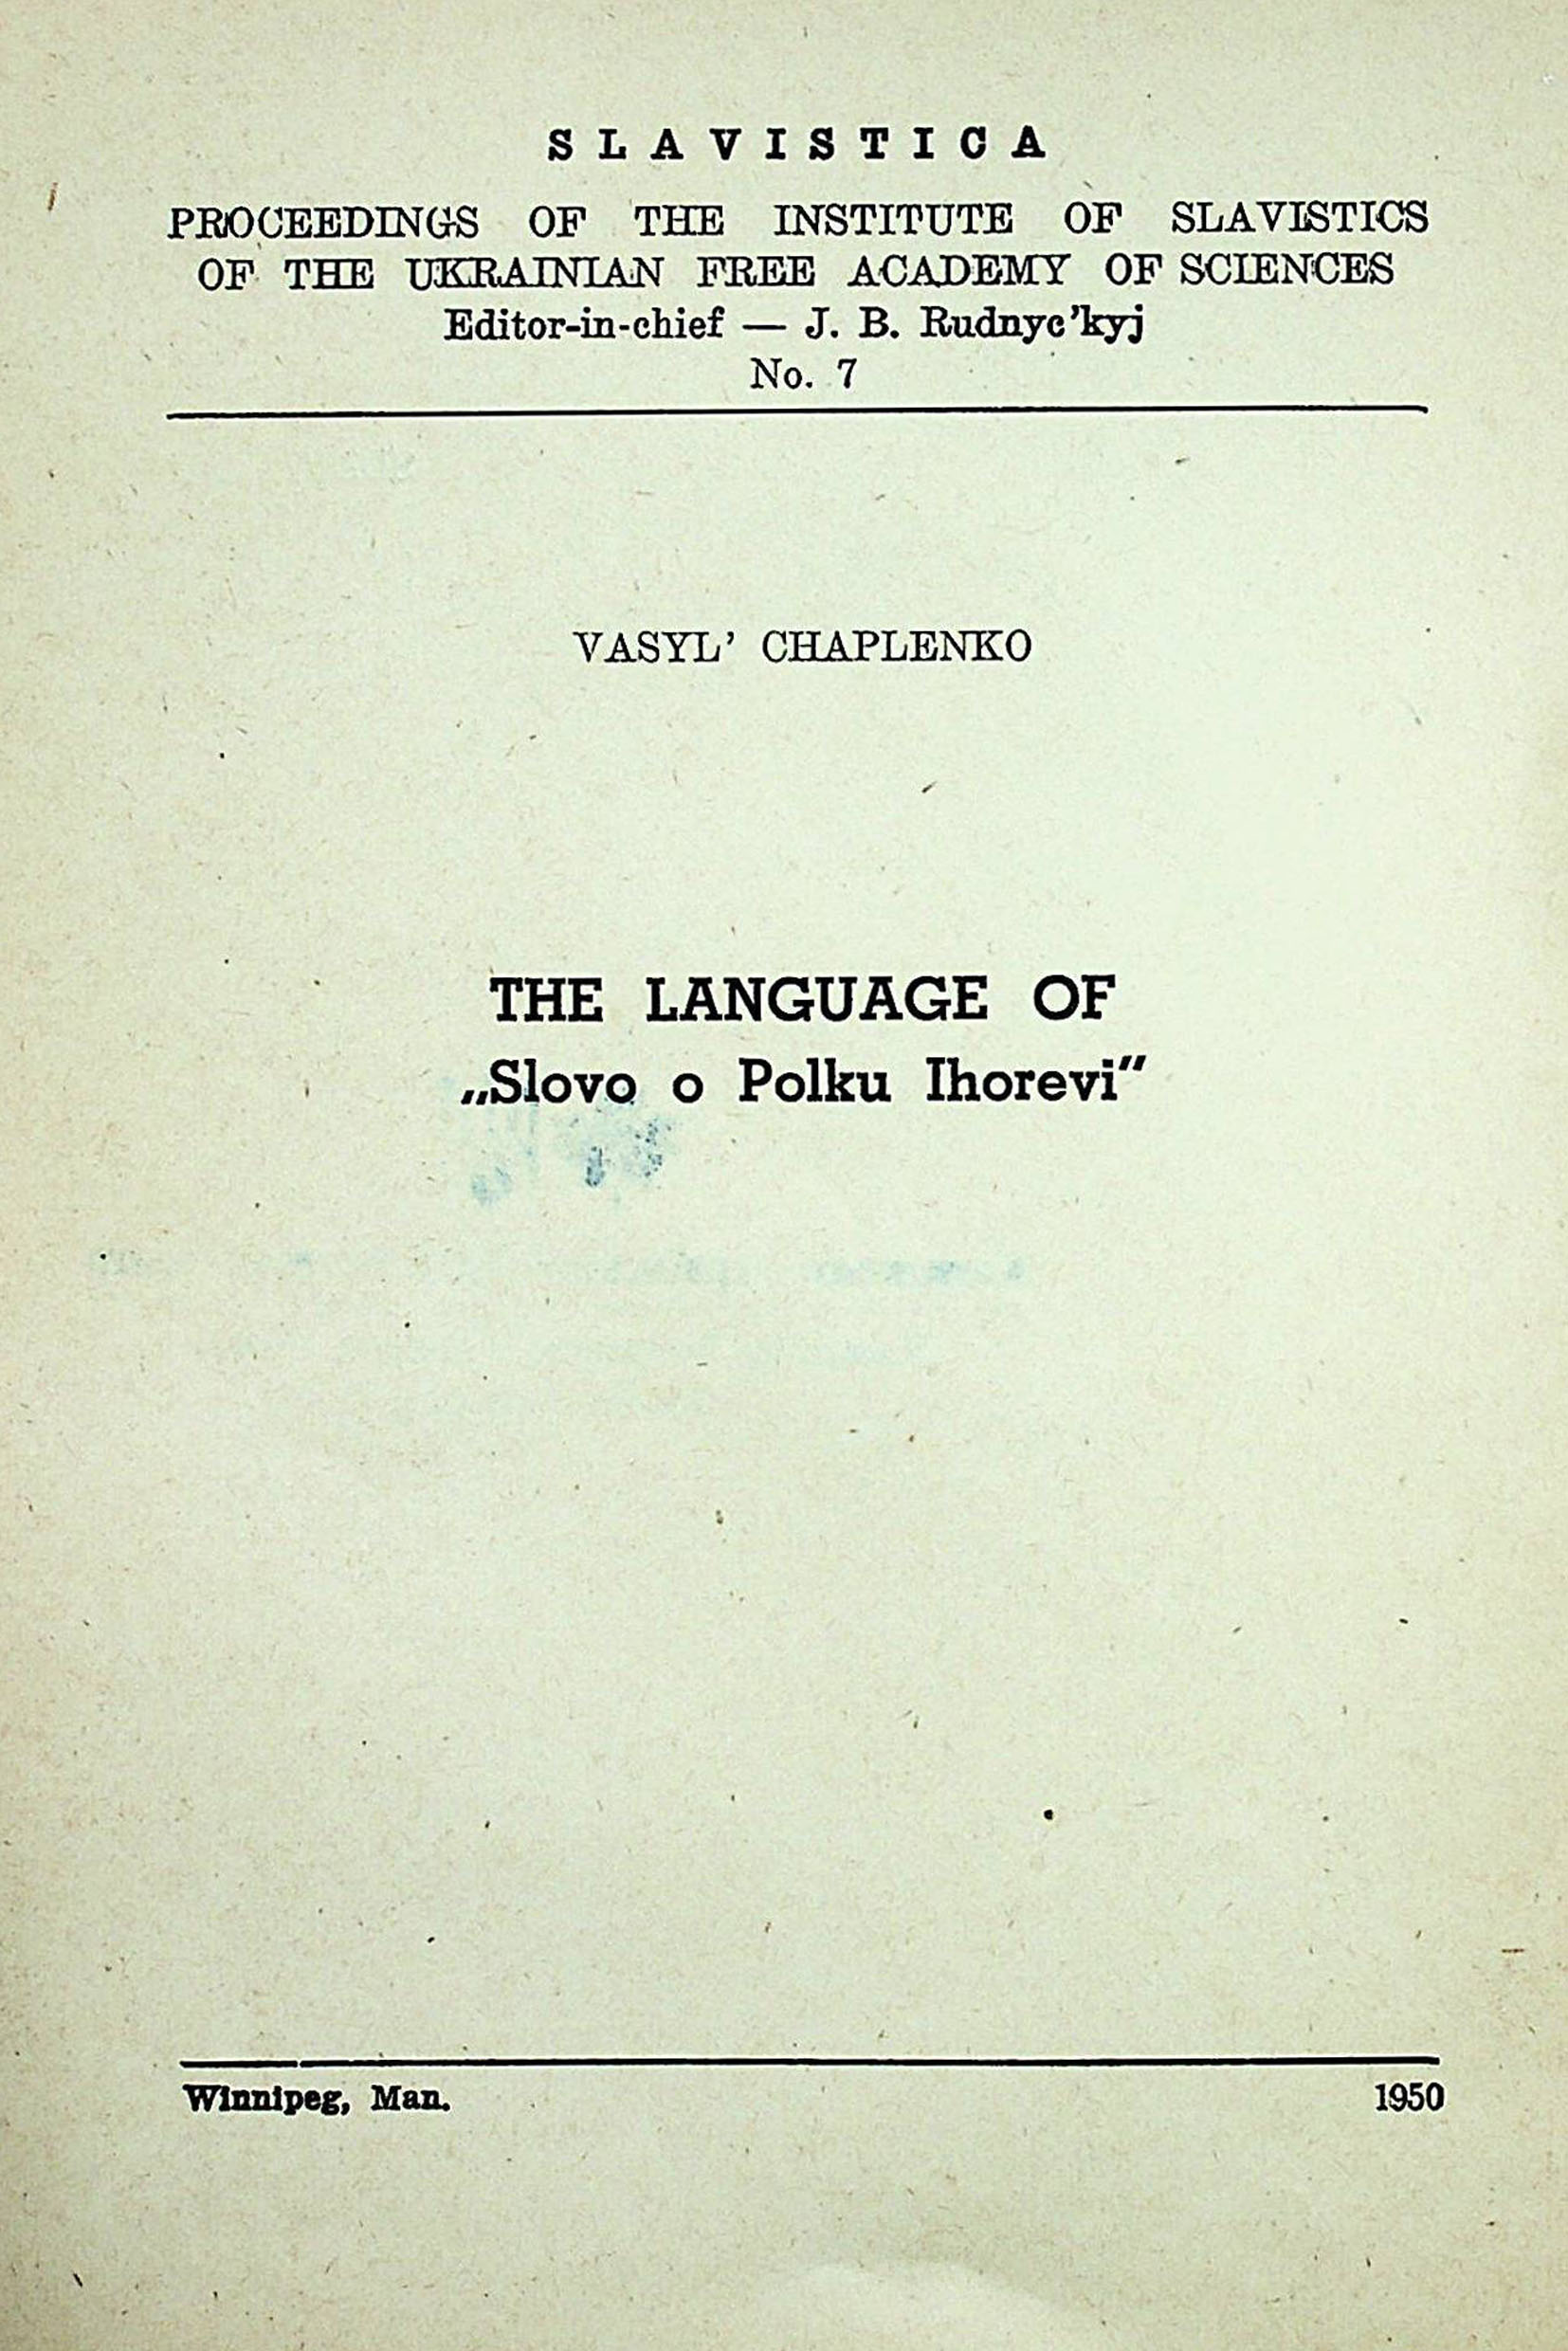 SLAVISTICA
PROCEEDINGS OF THE INSTITUTE OF SLAVISTICS
OF THE UKRAINIAN FREE ACADEMY OF SCIENCES
Editor-in-chief — J. B. Rudnyc'kyj
No. 7
VASYL' CHAPLENKO
THE LANGUAGE OF
„Slovo o Polku Ihorevi"
Winnipeg, Man. 1950